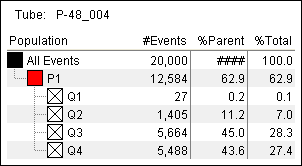 Tube: P-48_004
Population #Events %Parent %Total
All Events 20,000 #### 100.0
P1 12,584 62.9 62.9
Q1 27 0.2 0.1
Q2 1,405 11.2 7.0
Q3 5,664 45.0 28.3
Q4 5,488 43.6 27.4